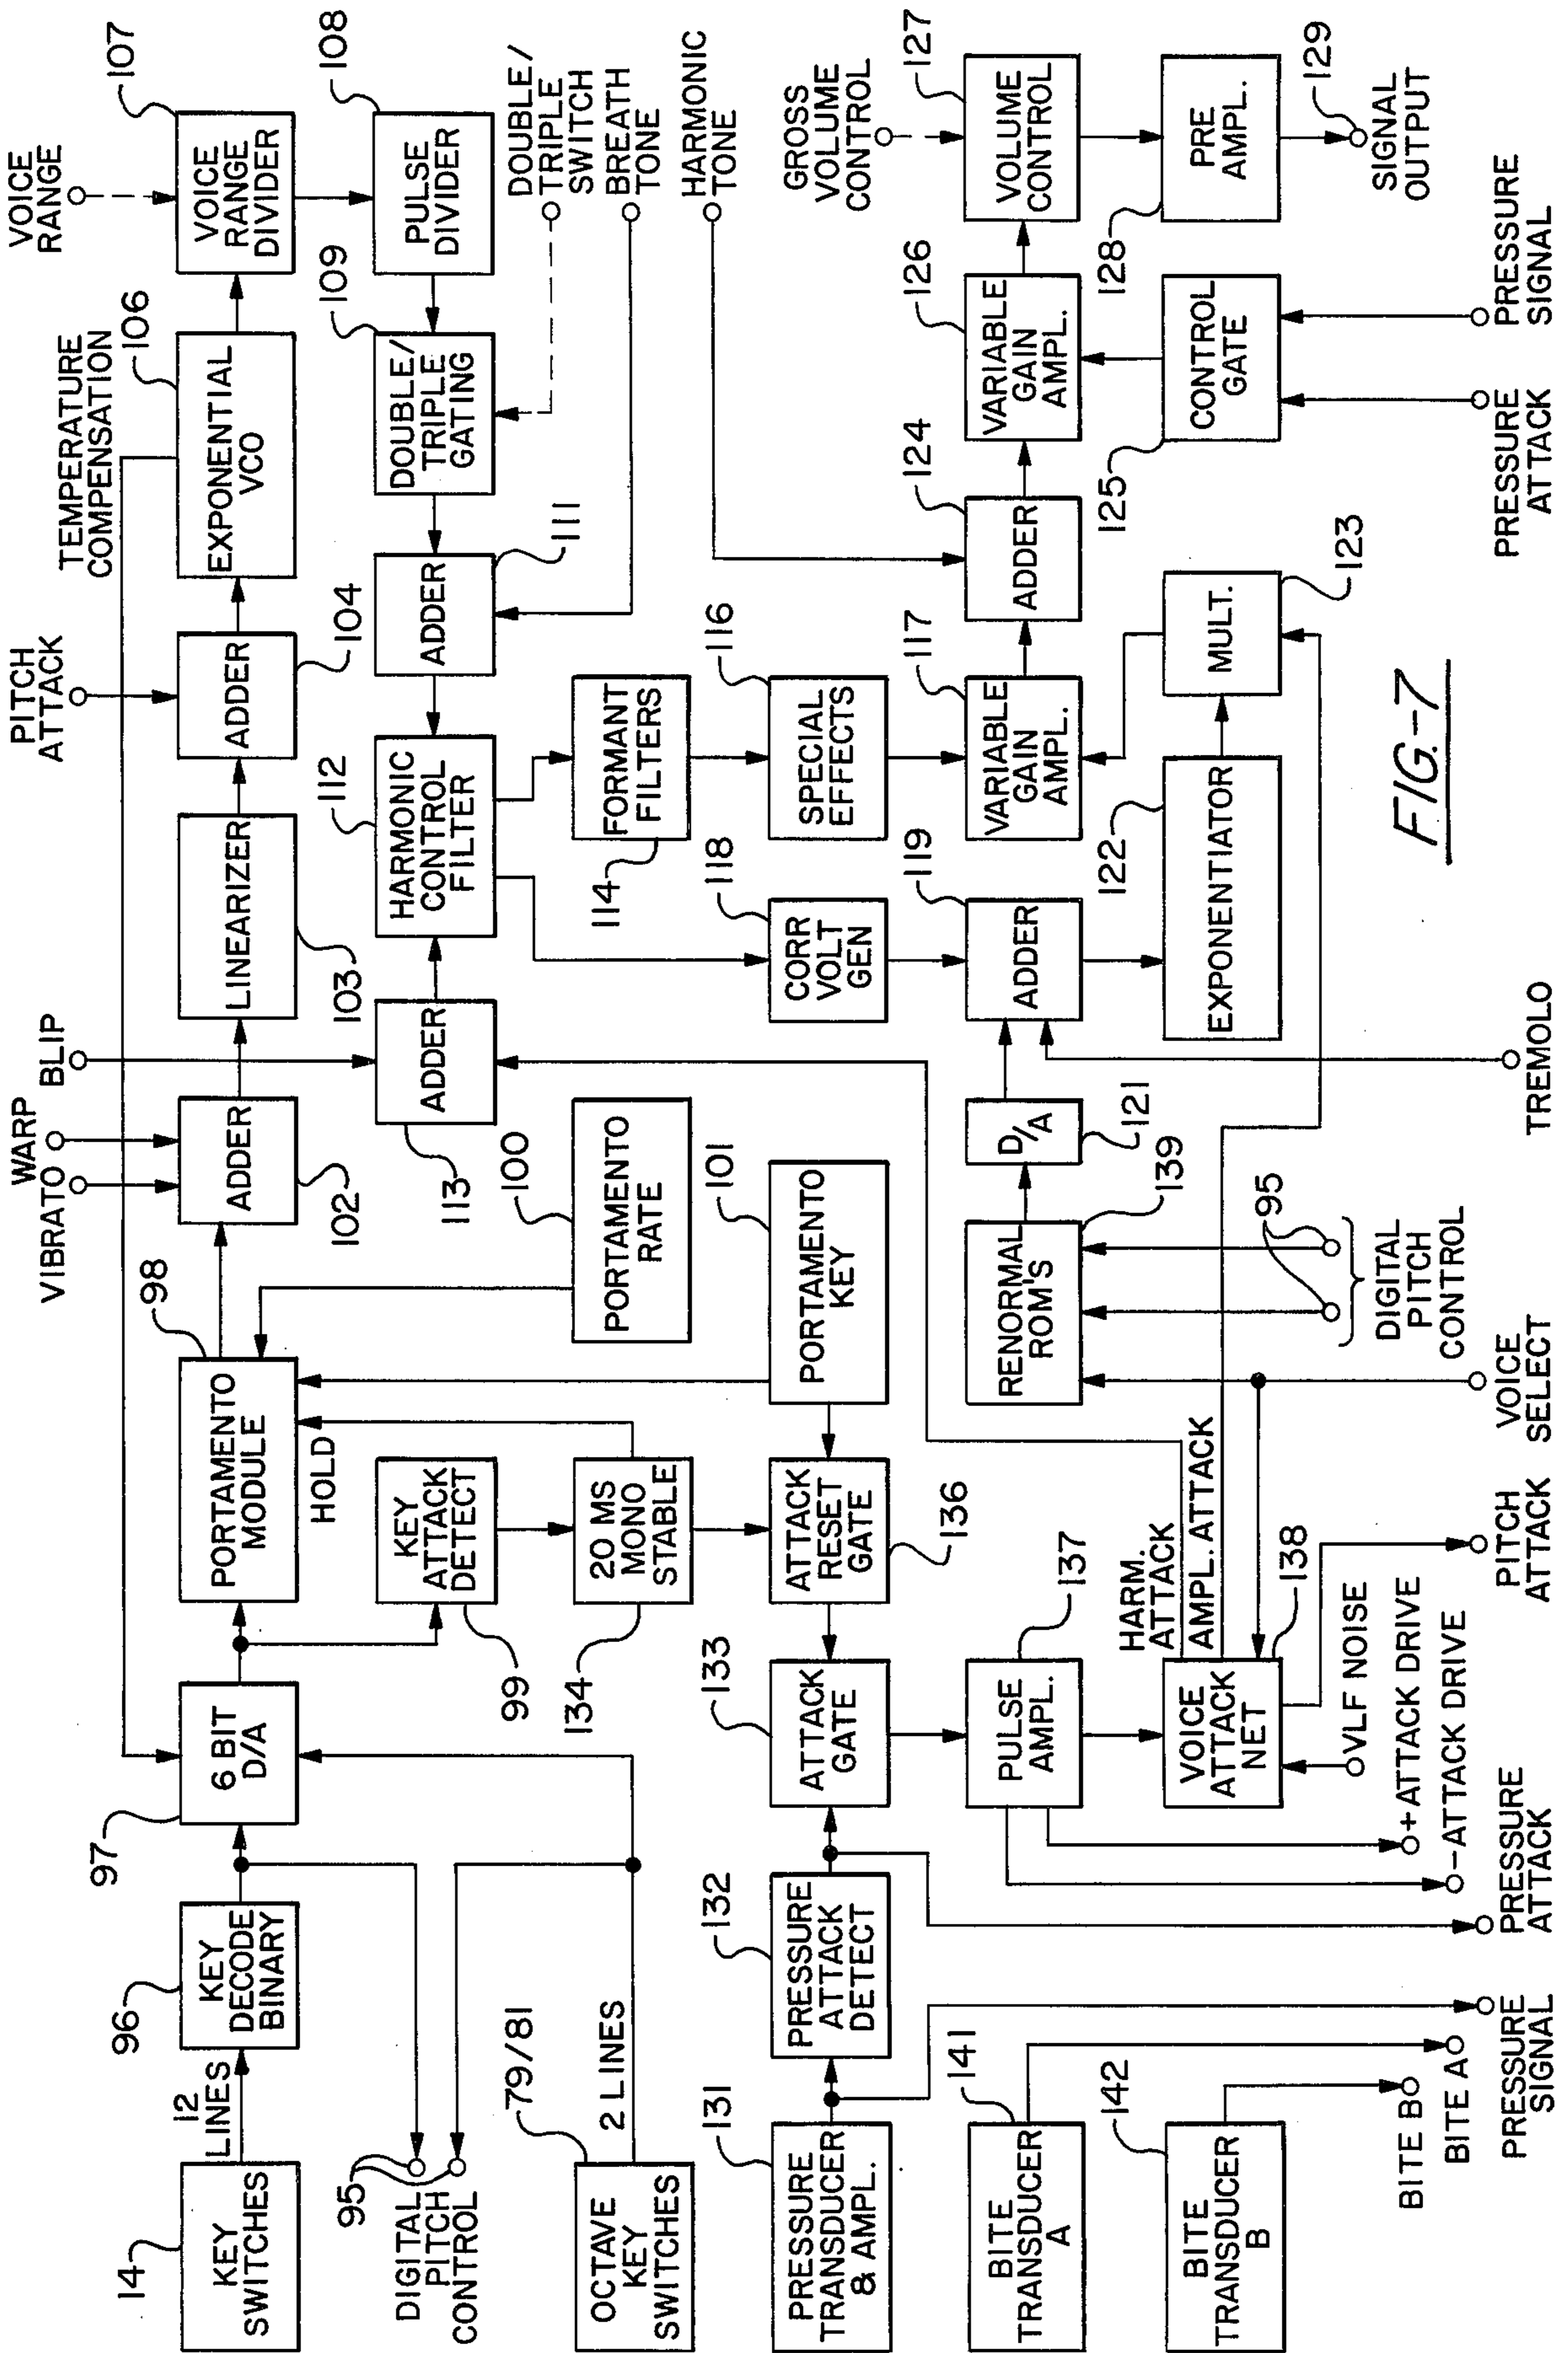 VOICE
RANGE
107
VOICE
RANGE
DIVIDER
108
PULSE
DIVIDER
DOUBLE/
TRIPLE
SWITCH
BREATH
TONE
HARMONIC
TONE
TEMPERATURE
COMPENSATION
106
EXPONENTIAL
VCO
109
DOUBLE/
TRIPLE
GATING
PITCH
ATTACK
ADDER
104
ADDER
111
LINEARIZER
103
112
HARMONIC
CONTROL
FILTER
FORMANT
FILTERS
114
SPECIAL
EFFECTS
116
VARIABLE
GAIN
AMPL.
117
ADDER
124
VARIABLE
GAIN
AMPL.
126
GROSS
VOLUME
CONTROL
VOLUME
CONTROL
127
PRE
AMPL.
128
SIGNAL
OUTPUT
129
CONTROL
GATE
125
PRESSURE
SIGNAL
PRESSURE
ATTACK
MULT.
123
EXPONENTIATOR
122
CORR
VOLT
GEN
118
ADDER
119
TREMOLO
D/A
121
RENORMAL
ROM'S
139
95
DIGITAL
PITCH
CONTROL
VOICE
SELECT
WARP
VIBRATO
BLIP
ADDER
102
ADDER
113
PORTAMENTO
RATE
100
PORTAMENTO
KEY
101
PORTAMENTO
MODULE
98
HOLD
KEY
ATTACK
DETECT
99
20 MS
MONO
STABLE
134
ATTACK
RESET
GATE
136
ATTACK
GATE
133
PULSE
AMPL.
137
VOICE
ATTACK
NET
138
HARM.
ATTACK
AMPL. ATTACK
PITCH
ATTACK
VLF NOISE
+ATTACK DRIVE
-ATTACK DRIVE
PRESSURE
ATTACK
6 BIT
D/A
97
KEY
DECODE
BINARY
96
12
LINES
KEY
SWITCHES
14
95
DIGITAL
PITCH
CONTROL
OCTAVE
KEY
SWITCHES
79/81
2 LINES
PRESSURE
TRANSDUCER
& AMPL.
131
PRESSURE
ATTACK
DETECT
132
BITE
TRANSDUCER
A
141
BITE
TRANSDUCER
B
142
BITE B
BITE A
PRESSURE
SIGNAL
FIG.-7